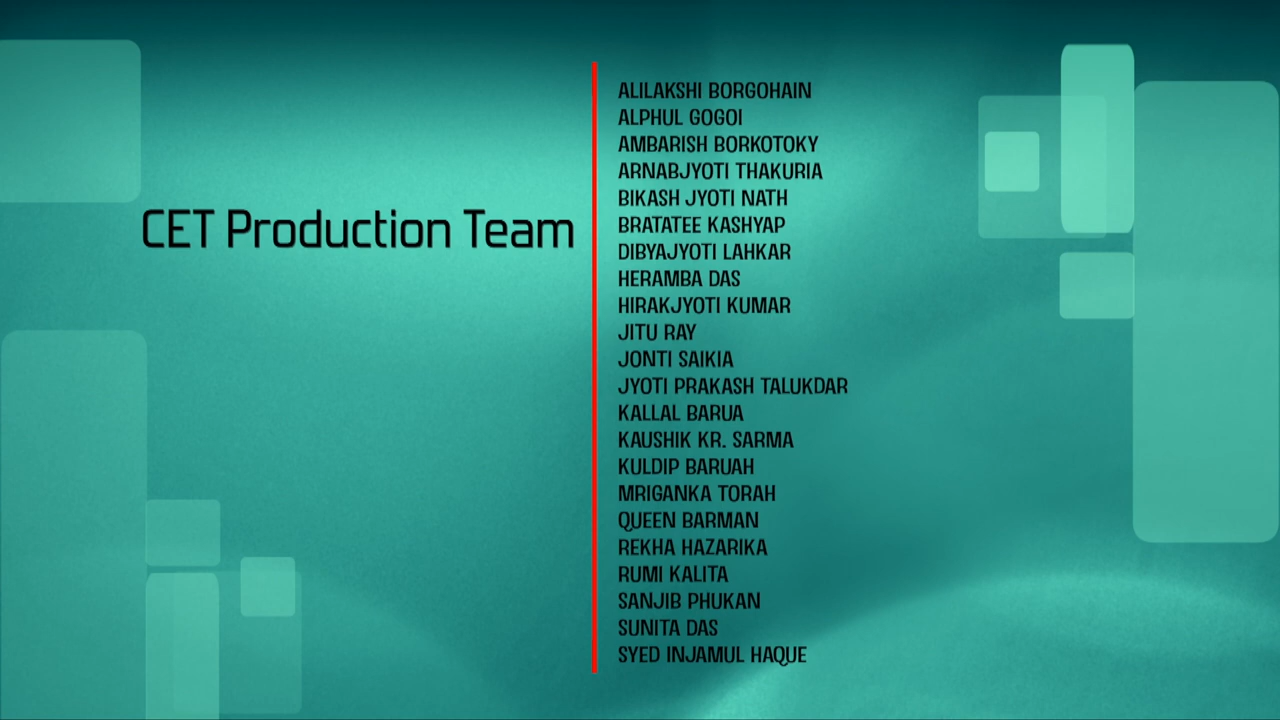 CET Production Team
ALILAKSHI BORGOHAIN
ALPHUL GOGOI
AMBARISH BORKOTOKY
ARNABJYOTI THAKURIA
BIKASH JYOTI NATH
BRATATEE KASHYAP
DIBYAJYOTI LAHKAR
HERAMBA DAS
HIRAKJYOTI KUMAR
JITU RAY
JONTI SAIKIA
JYOTI PRAKASH TALUKDAR
KALLAL BARUA
KAUSHIK KR. SARMA
KULDIP BARUAH
MRIGANKA TORAH
QUEEN BARMAN
REKHA HAZARIKA
RUMI KALITA
SANJIB PHUKAN
SUNITA DAS
SYED INJAMUL HAQUE